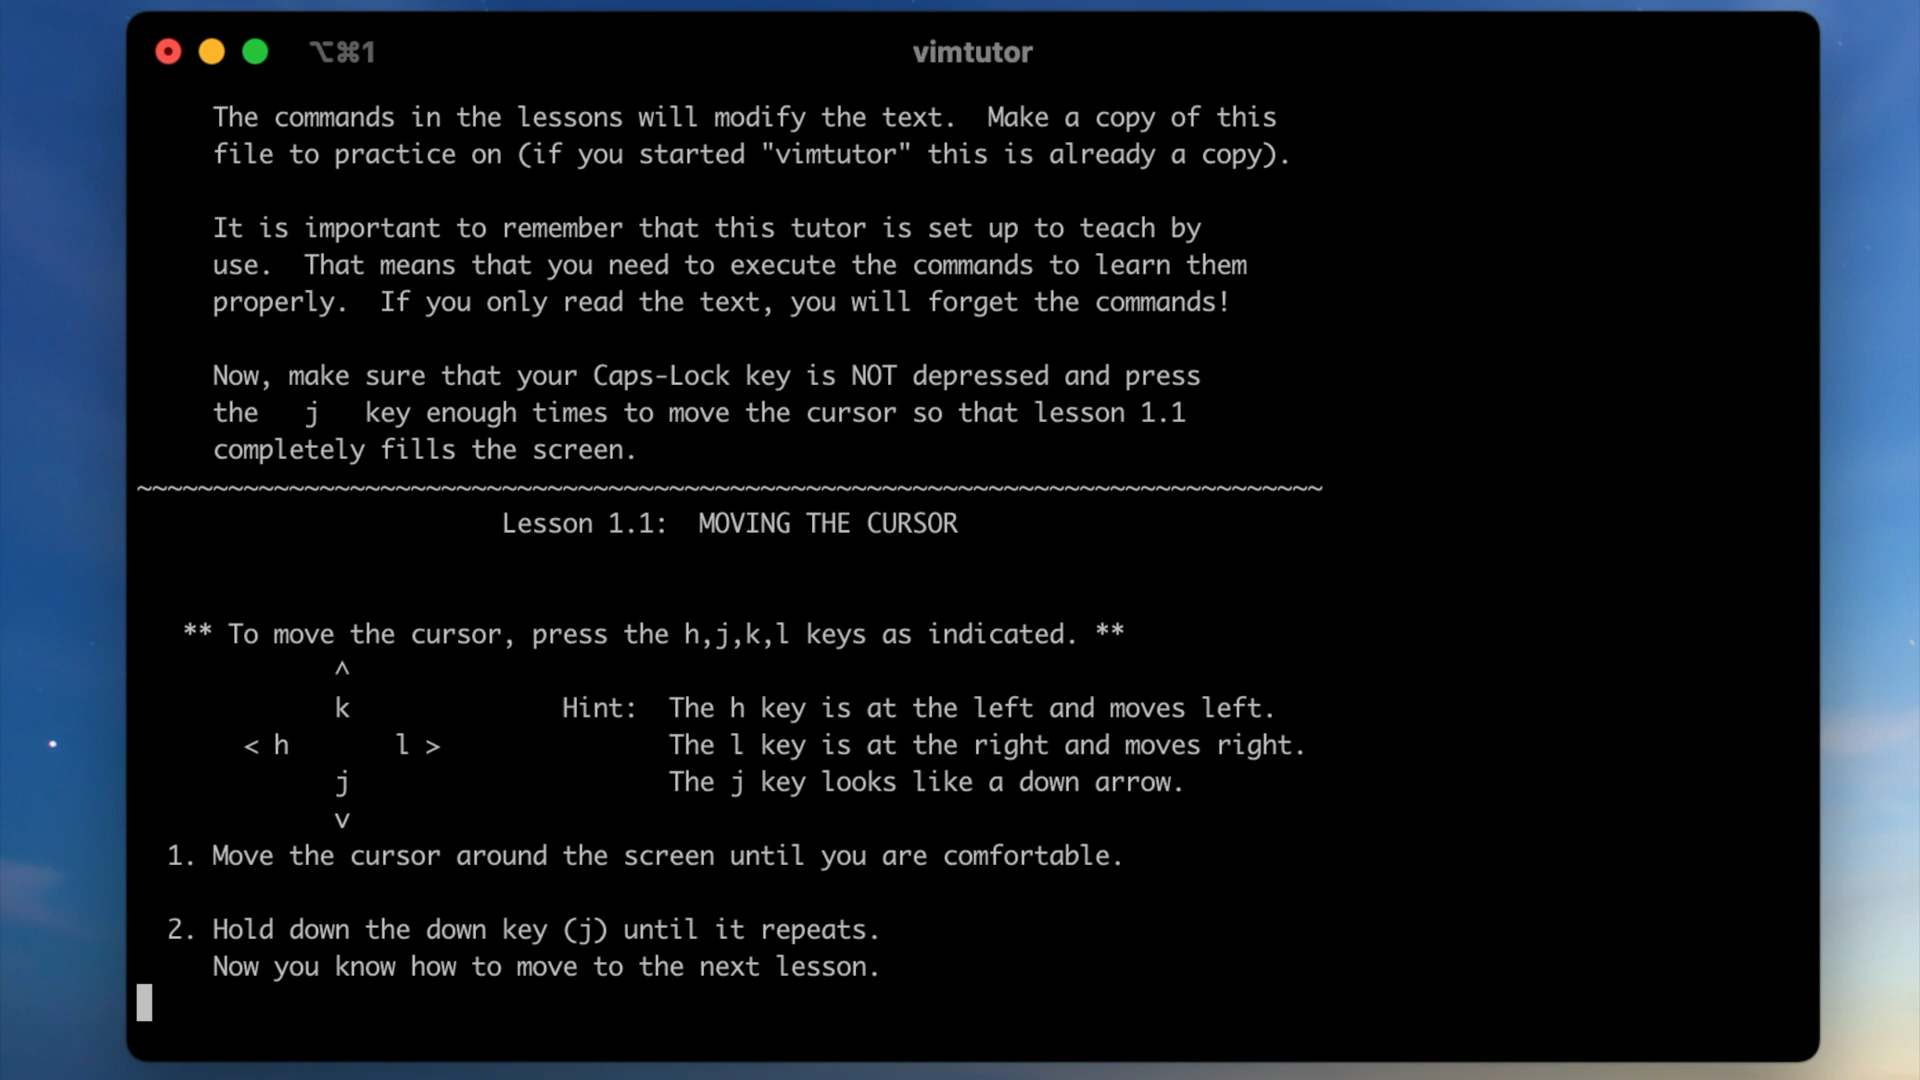 ⌥⌘1
vimtutor
The commands in the lessons will modify the text.  Make a copy of this
file to practice on (if you started "vimtutor" this is already a copy).
It is important to remember that this tutor is set up to teach by
use.  That means that you need to execute the commands to learn them
properly.  If you only read the text, you will forget the commands!
Now, make sure that your Caps-Lock key is NOT depressed and press
the   j   key enough times to move the cursor so that lesson 1.1
completely fills the screen.
~~~~~~~~~~~~~~~~~~~~~~~~~~~~~~~~~~~~~~~~~~~~~~~~~~~~~~~~~~~~~~~~~~~~~~~~~~~~~~
Lesson 1.1:  MOVING THE CURSOR
** To move the cursor, press the h,j,k,l keys as indicated. **
^
k              Hint:  The h key is at the left and moves left.
< h       l >               The l key is at the right and moves right.
j                     The j key looks like a down arrow.
v
1. Move the cursor around the screen until you are comfortable.
2. Hold down the down key (j) until it repeats.
Now you know how to move to the next lesson.